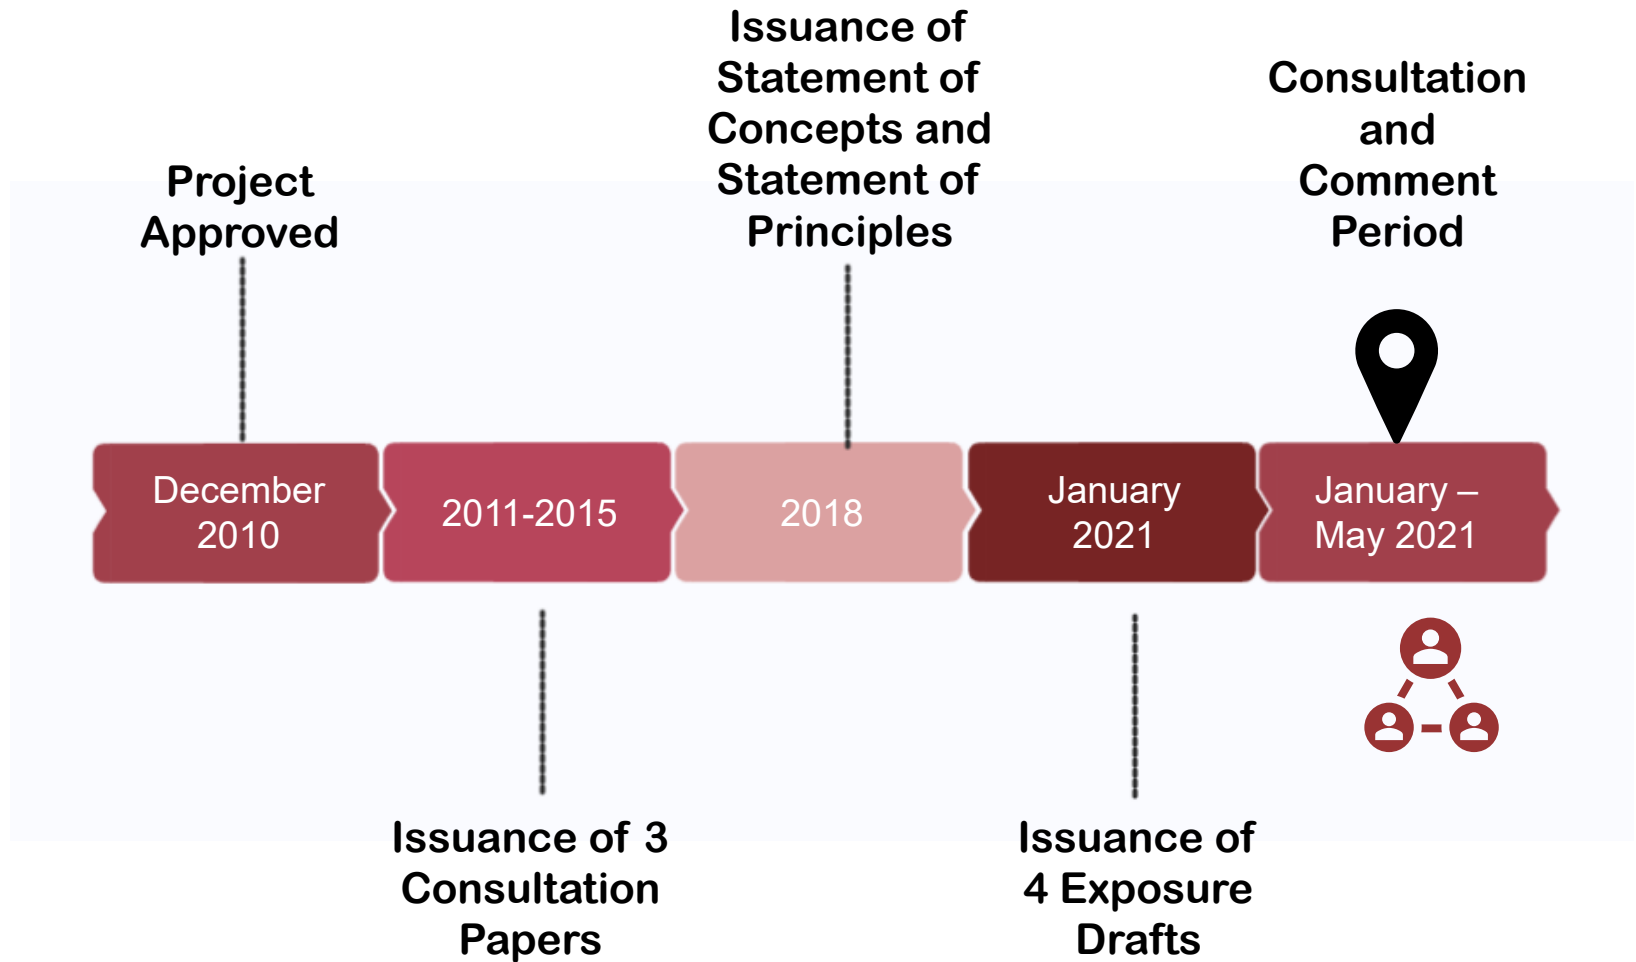 Project
Approved
Issuance of
Statement of
Concepts and
Statement of
Principles
Consultation
and
Comment
Period
December
2010
2011-2015
2018
January
2021
January –
May 2021
Issuance of 3
Consultation
Papers
Issuance of
4 Exposure
Drafts